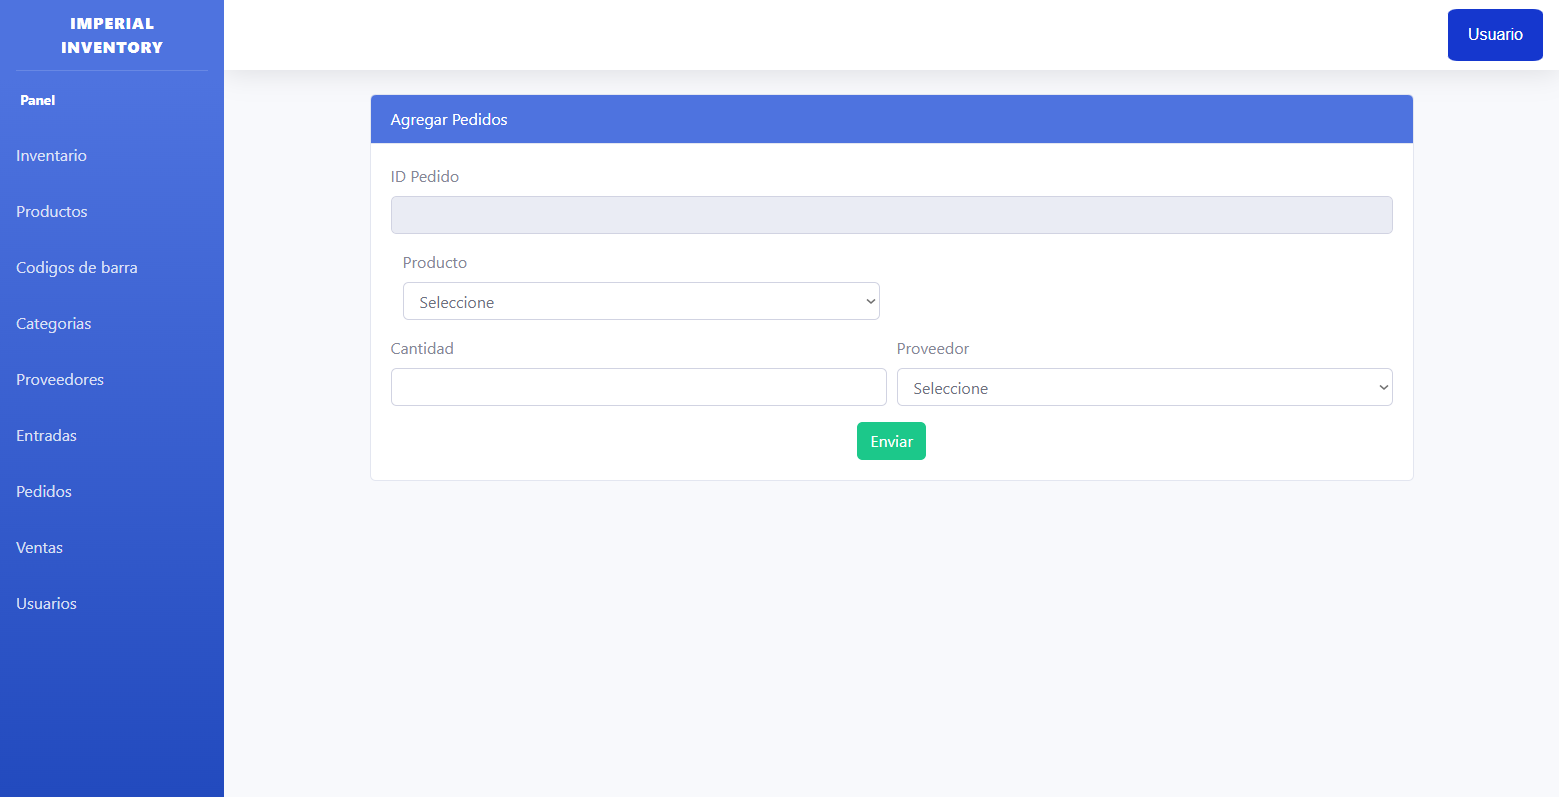 IMPERIAL
INVENTORY
Usuario
Panel
Inventario
Productos
Codigos de barra
Categorias
Proveedores
Entradas
Pedidos
Ventas
Usuarios
Agregar Pedidos
ID Pedido
Producto
Seleccione
Cantidad
Proveedor
Seleccione
Enviar